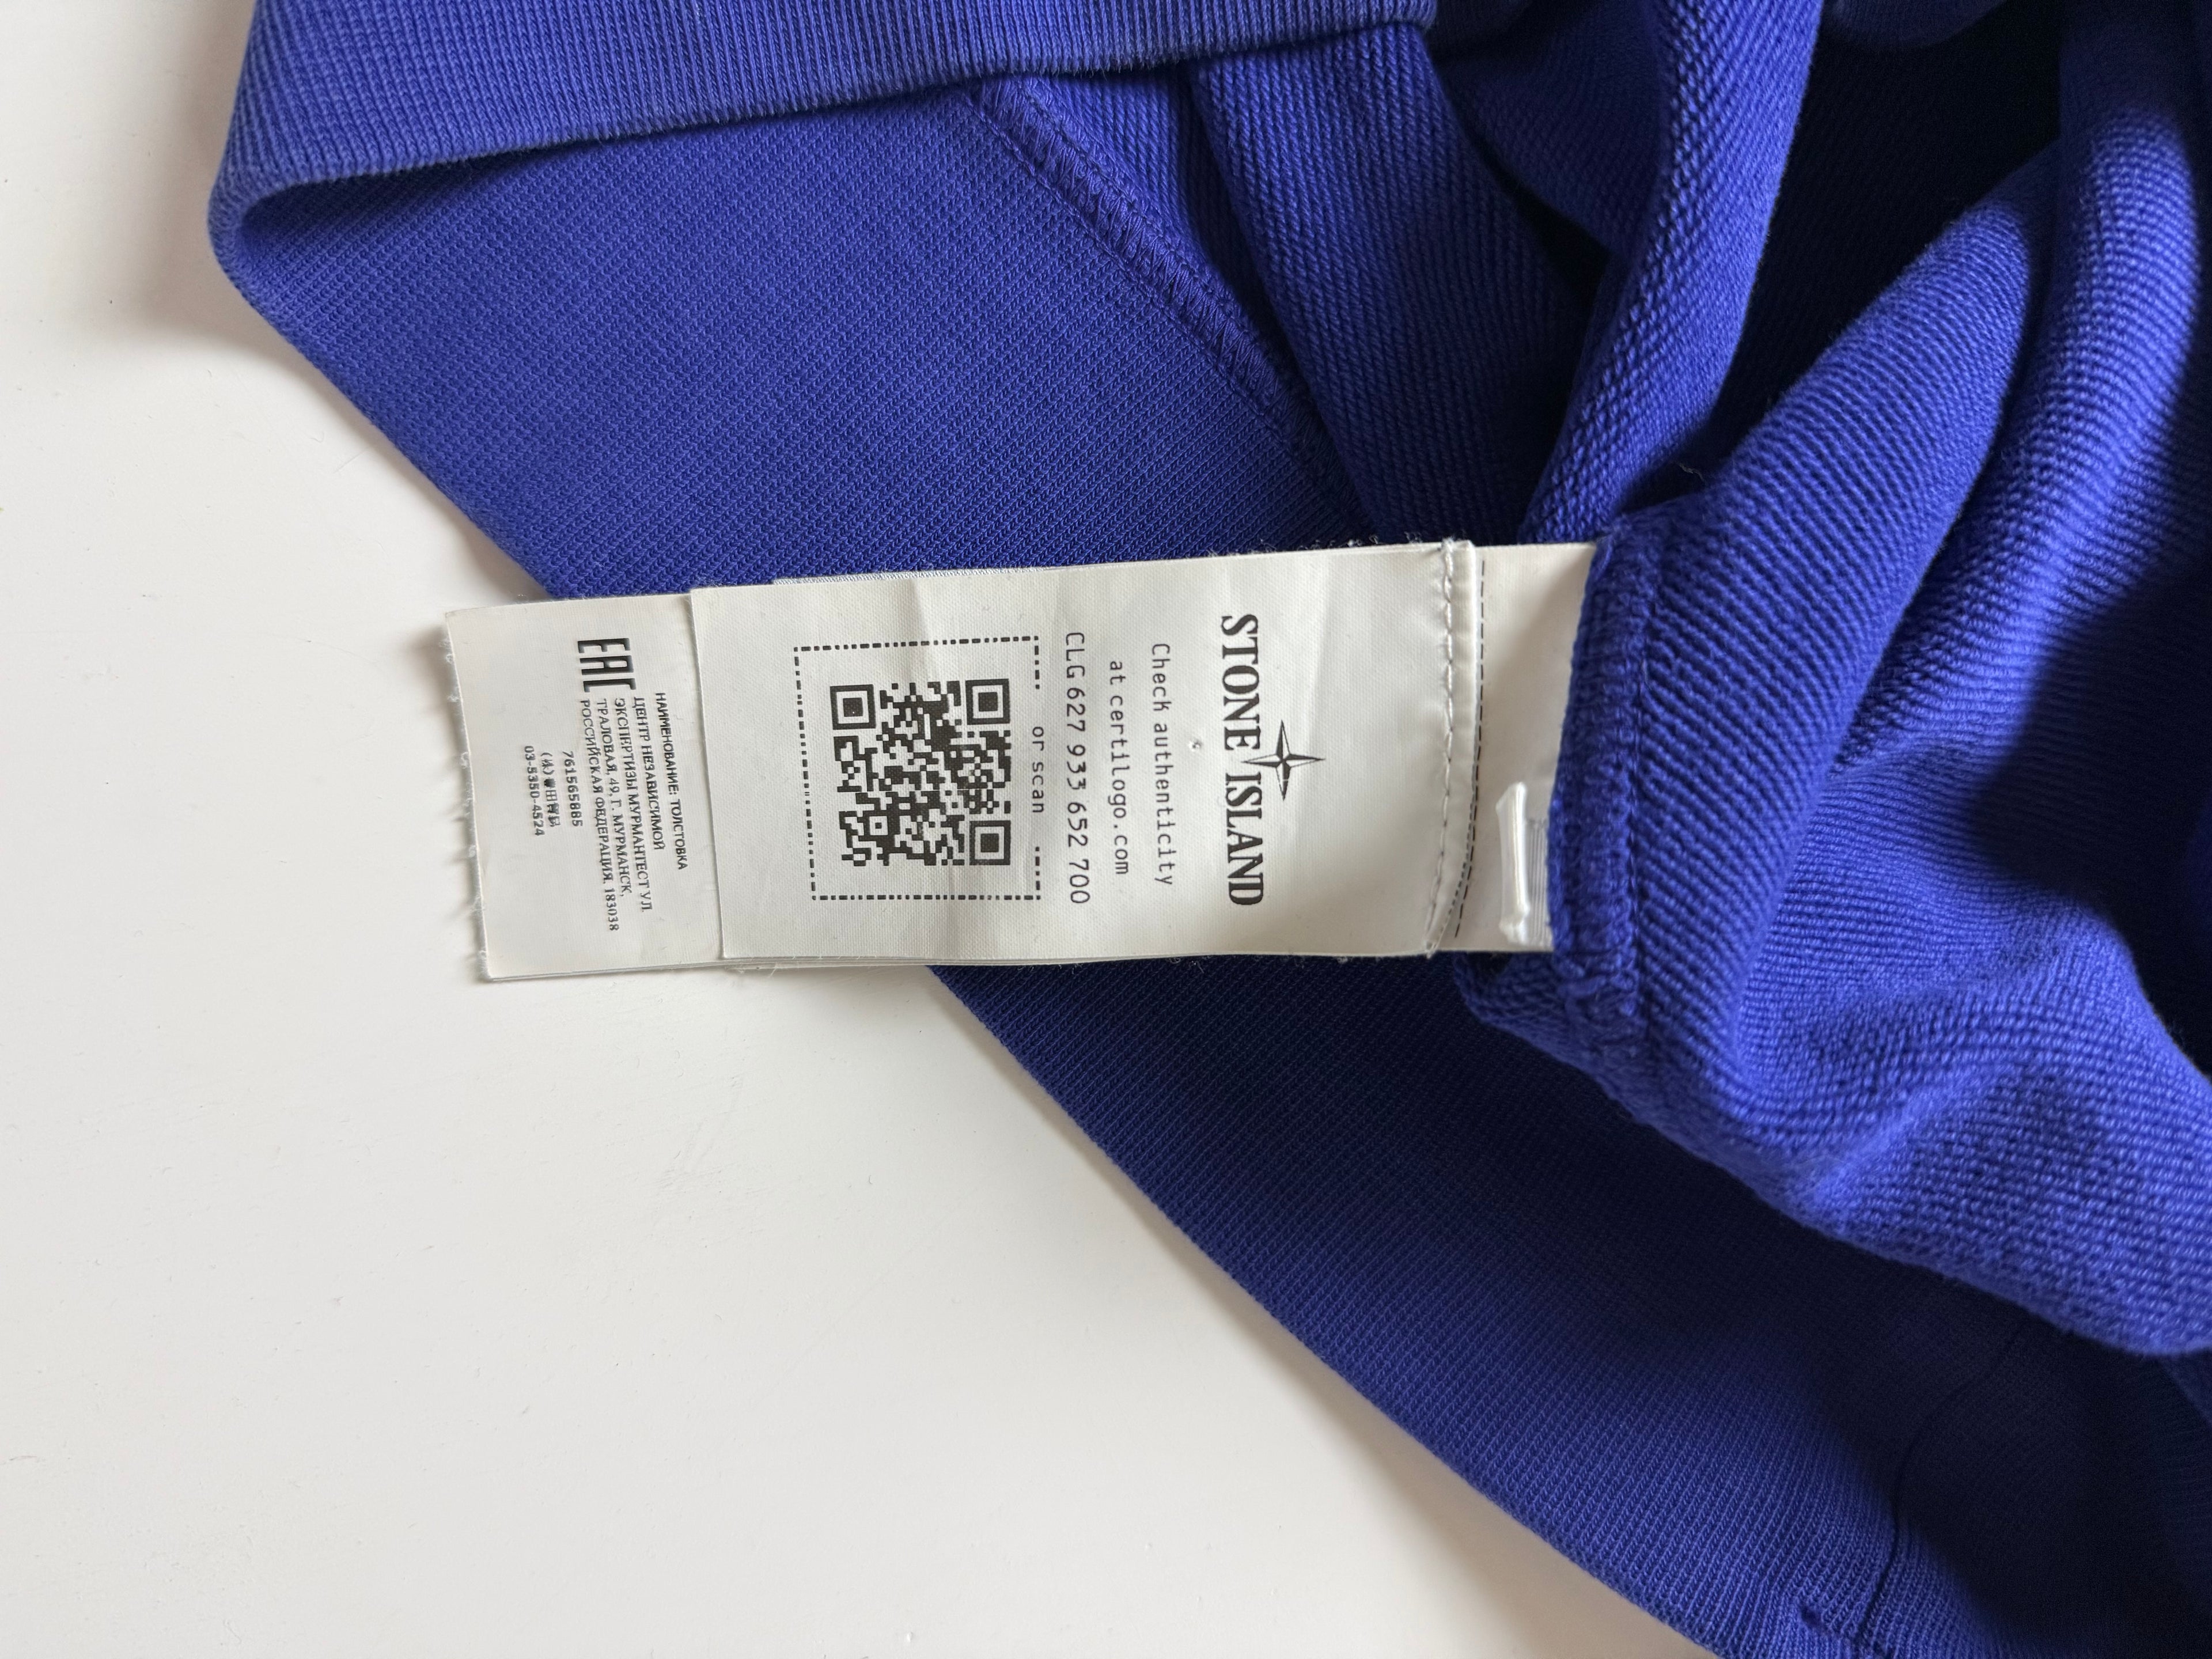 STONE ISLAND
Check authenticity
at certilogo.com
CLG 627 933 652 700
or scan
НАИМЕНОВАНИЕ: ТОЛСТОВКА
ЦЕНТР НЕЗАВИСИМОЙ
ЭКСПЕРТИЗЫ МУРМАНТЕСТ УЛ.
ТРАЛОВАЯ, 49, Г. МУРМАНСК,
РОССИЙСКАЯ ФЕДЕРАЦИЯ, 183038
EAC
761565885
03-5350-4524